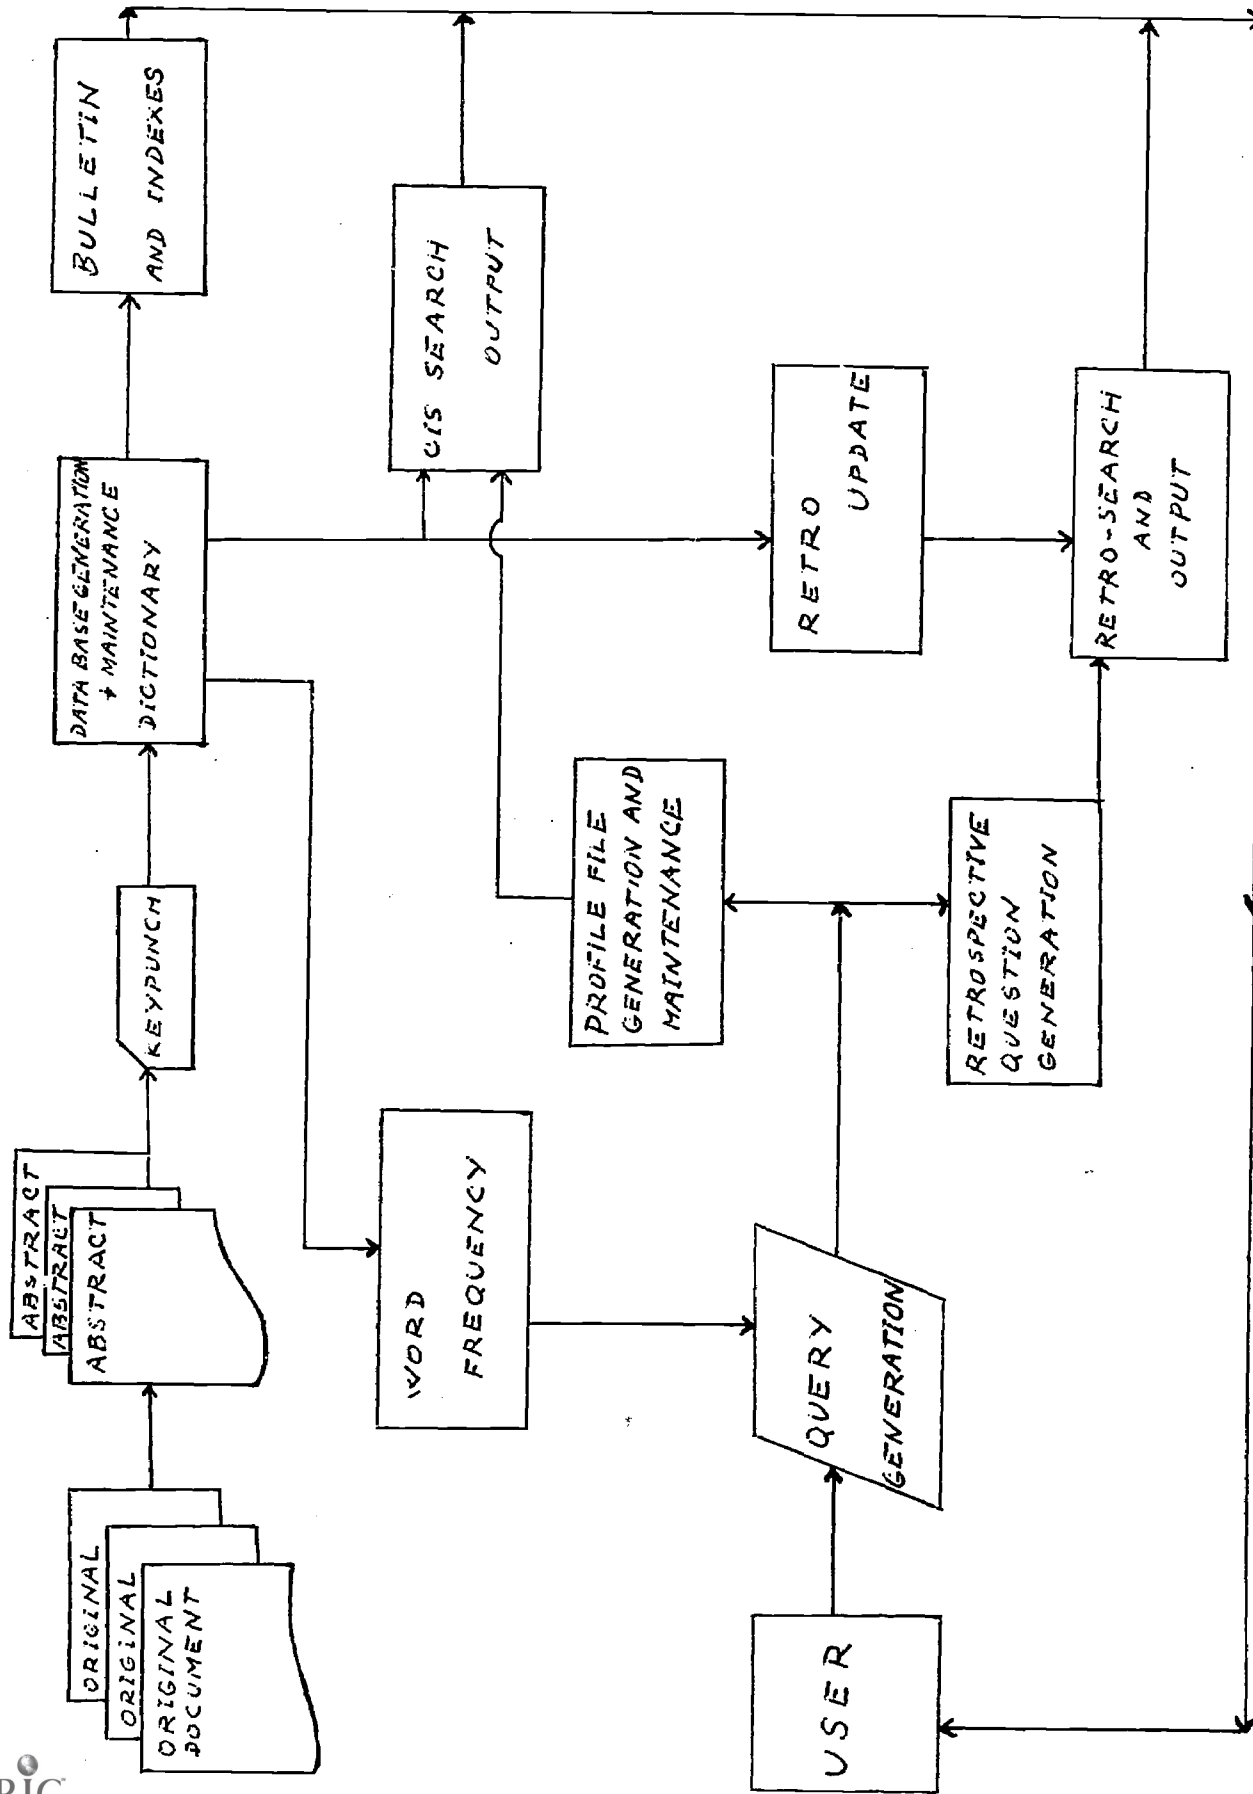 ORIGINAL
ORIGINAL
ORIGINAL
DOCUMENT
ABSTRACT
ABSTRACT
ABSTRACT
KEYPUNCH
DATA BASE GENERATION
+ MAINTENANCE
DICTIONARY
BULLETIN
AND INDEXES
WORD
FREQUENCY
CIS SEARCH
OUTPUT
PROFILE FILE
GENERATION AND
MAINTENANCE
RETRO
UPDATE
USER
QUERY
GENERATION
RETROSPECTIVE
QUESTION
GENERATION
RETRO-SEARCH
AND
OUTPUT